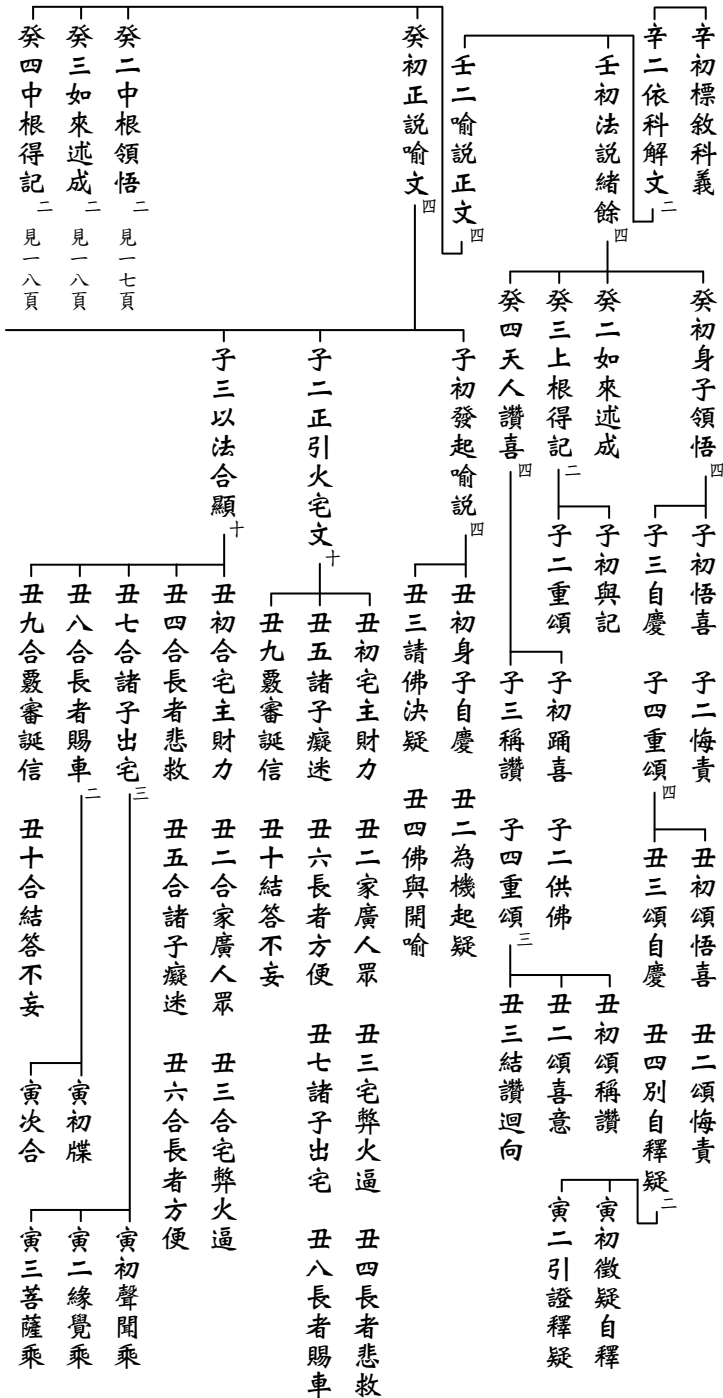 辛初標敘科義
辛二依科解文 二
壬初法說緒餘 四
癸初身子領悟 四
子初悟喜 子二悔責
子三自慶 子四重頌 四
丑初頌悟喜 丑二頌悔責
丑三頌自慶 丑四別自釋疑 二
寅初徵疑自釋
寅二引證釋疑
癸二如來述成
癸三上根得記 二
子初與記
子二重頌
癸四天人讚喜 四
子初踊喜 子二供佛
子三稱讚 子四重頌 三
丑初頌稱讚
丑二頌喜意
丑三結讚迴向
壬二喻說正文 四
癸初正說喻文 四
子初發起喻說 四
丑初身子自慶 丑二為機起疑
丑三請佛決疑 丑四佛與開喻
子二正引火宅文 十
丑初宅主財力 丑二家廣人眾 丑三宅弊火逼 丑四長者悲救
丑五諸子癡迷 丑六長者方便 丑七諸子出宅 丑八長者賜車
丑九覈審誕信 丑十結答不妄
子三以法合顯 十
丑初合宅主財力 丑二合家廣人眾 丑三合宅弊火逼
丑四合長者悲救 丑五合諸子癡迷 丑六合長者方便
丑七合諸子出宅 三
寅初聲聞乘
寅二緣覺乘
寅三菩薩乘
丑八合長者賜車 二
寅初牒
寅次合
丑九合覈審誕信 丑十合結答不妄
癸二中根領悟 二 見一七頁
癸三如來述成 二 見一八頁
癸四中根得記 二 見一八頁